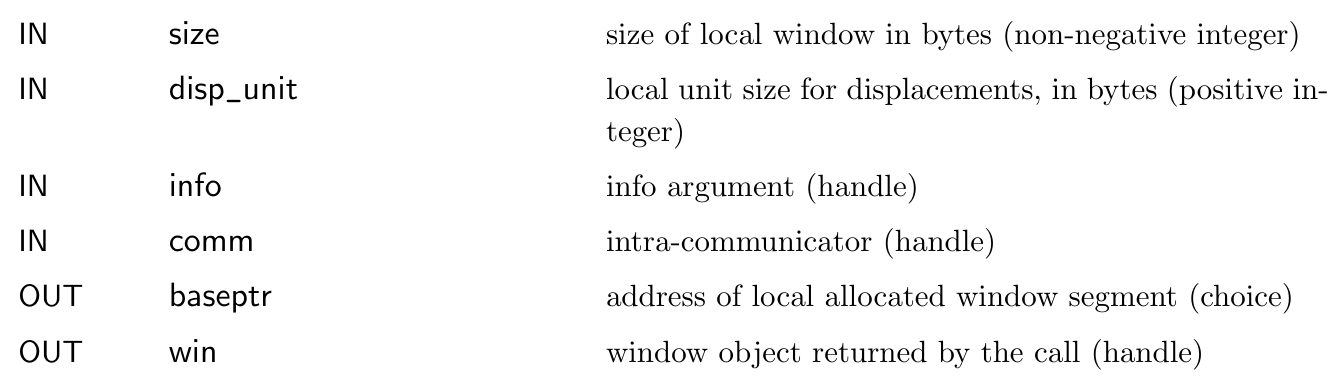 IN size size of local window in bytes (non-negative integer)
IN disp_unit local unit size for displacements, in bytes (positive in-
teger)
IN info info argument (handle)
IN comm intra-communicator (handle)
OUT baseptr address of local allocated window segment (choice)
OUT win window object returned by the call (handle)